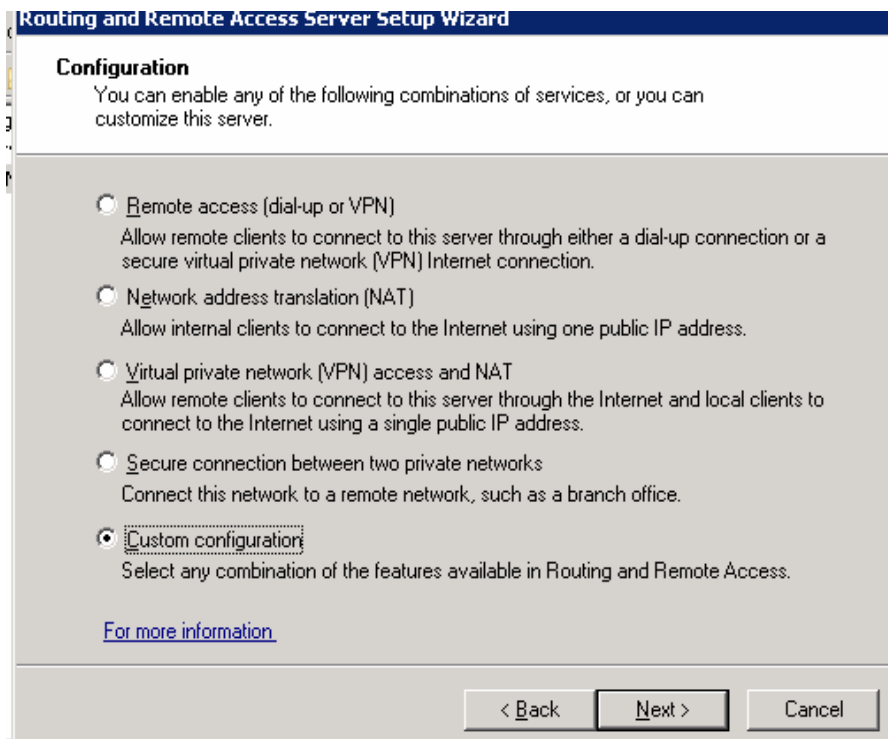 Routing and Remote Access Server Setup Wizard
Configuration
You can enable any of the following combinations of services, or you can
customize this server.
Remote access (dial-up or VPN)
Allow remote clients to connect to this server through either a dial-up connection or a
secure virtual private network (VPN) Internet connection.
Network address translation (NAT)
Allow internal clients to connect to the Internet using one public IP address.
Virtual private network (VPN) access and NAT
Allow remote clients to connect to this server through the Internet and local clients to
connect to the Internet using a single public IP address.
Secure connection between two private networks
Connect this network to a remote network, such as a branch office.
Custom configuration
Select any combination of the features available in Routing and Remote Access.
For more information
< Back Next > Cancel